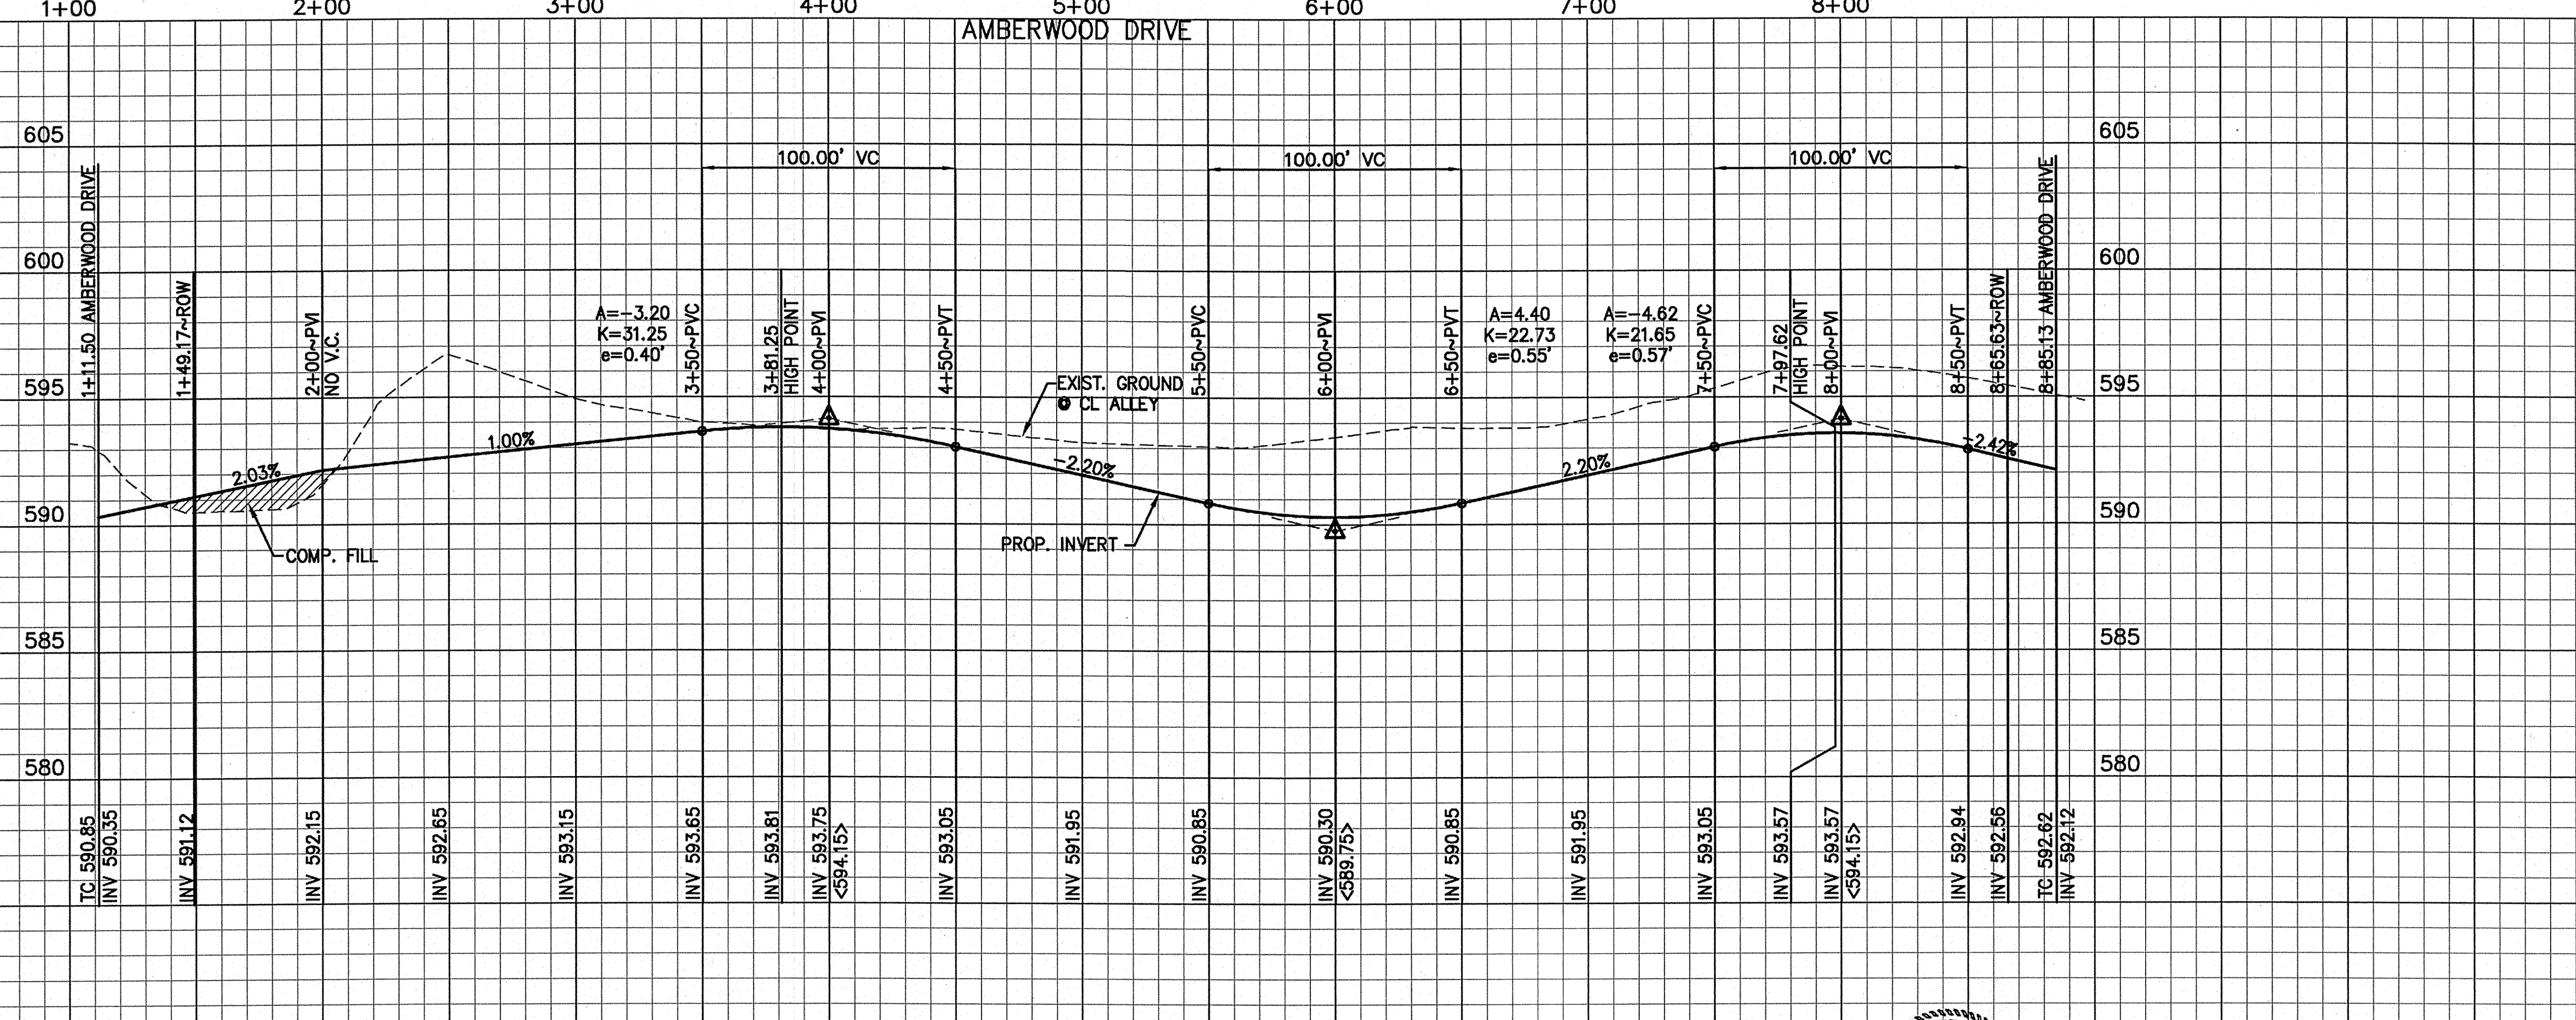 1+00 2+00 3+00 4+00 5+00 6+00 7+00 8+00
AMBERWOOD DRIVE
605 605
100.00' VC 100.00' VC 100.00' VC
600 600
1+11.50 AMBERWOOD DRIVE
1+49.17~ROW
2+00~PVI
NO V.C.
A=-3.20
K=31.25
e=0.40'
3+50~PVC
3+81.25
HIGH POINT
4+00~PVI
4+50~PVT
5+50~PVC
6+00~PVI
6+50~PVT
A=4.40
K=22.73
e=0.55'
A=-4.62
K=21.65
e=0.57'
7+50~PVC
7+97.62
HIGH POINT
8+00~PVI
8+50~PVT
8+65.63~ROW
8+85.13 AMBERWOOD DRIVE
595 595
EXIST. GROUND
@ CL ALLEY
2.03%
1.00%
-2.20%
2.20%
-2.42%
590 590
COMP. FILL
PROP. INVERT
585 585
580 580
TC 590.85
INV 590.35
INV 591.12
INV 592.15
INV 592.65
INV 593.15
INV 593.65
INV 593.81
INV 593.75
<594.15>
INV 593.05
INV 591.95
INV 590.85
INV 590.30
<589.75>
INV 590.85
INV 591.95
INV 593.05
INV 593.57
INV 593.57
<594.15>
INV 592.94
INV 592.56
TC 592.62
INV 592.12